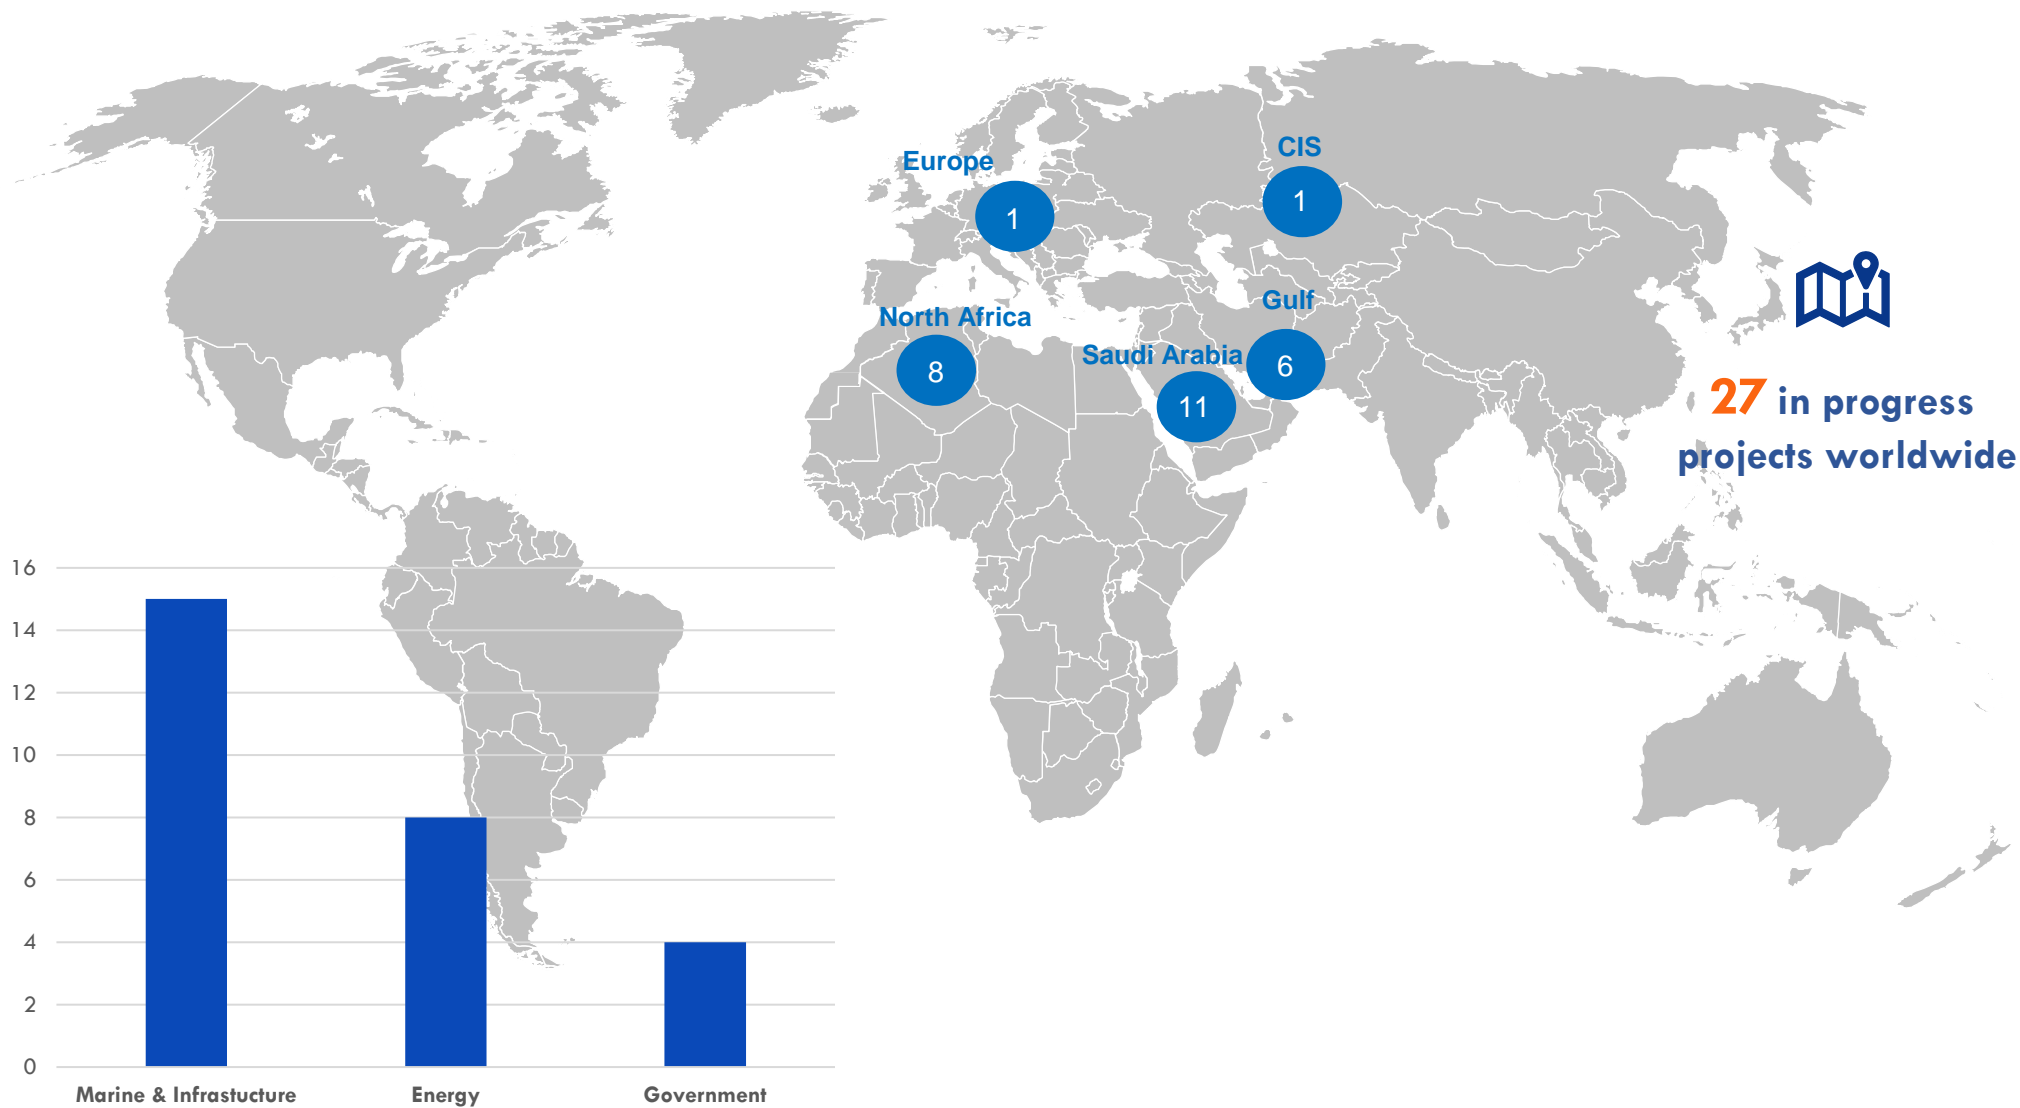 CIS
1
Europe
1
Gulf
6
North Africa
8
Saudi Arabia
11
27 in progress
projects worldwide
16
14
12
10
8
6
4
2
0
Marine & Infrastucture
Energy
Government